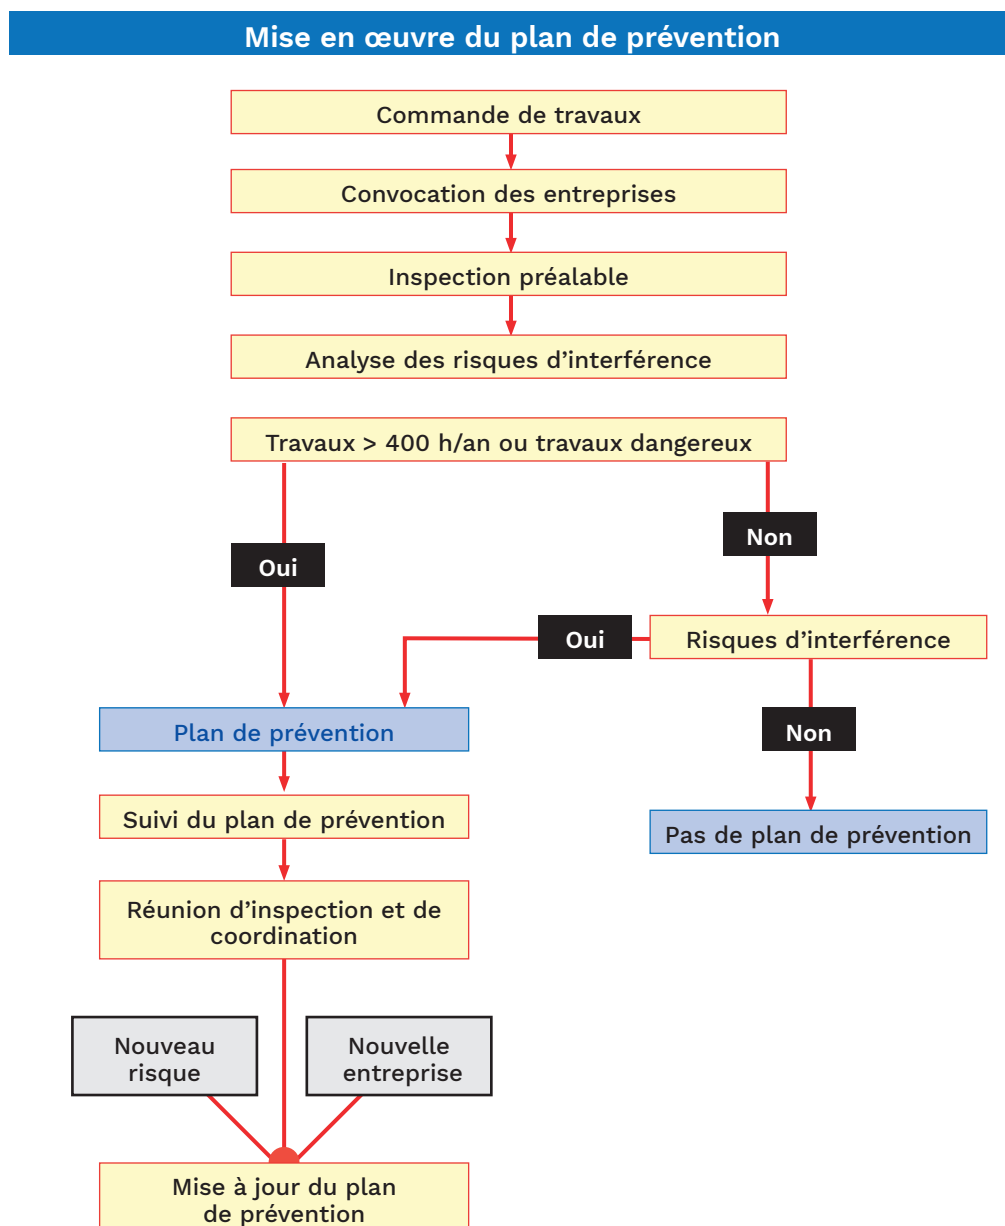 Mise en œuvre du plan de prévention
Commande de travaux
Convocation des entreprises
Inspection préalable
Analyse des risques d’interférence
Travaux > 400 h/an ou travaux dangereux
Non
Oui
Oui
Risques d’interférence
Plan de prévention
Non
Suivi du plan de prévention
Pas de plan de prévention
Réunion d’inspection et de
coordination
Nouveau
risque
Nouvelle
entreprise
Mise à jour du plan
de prévention